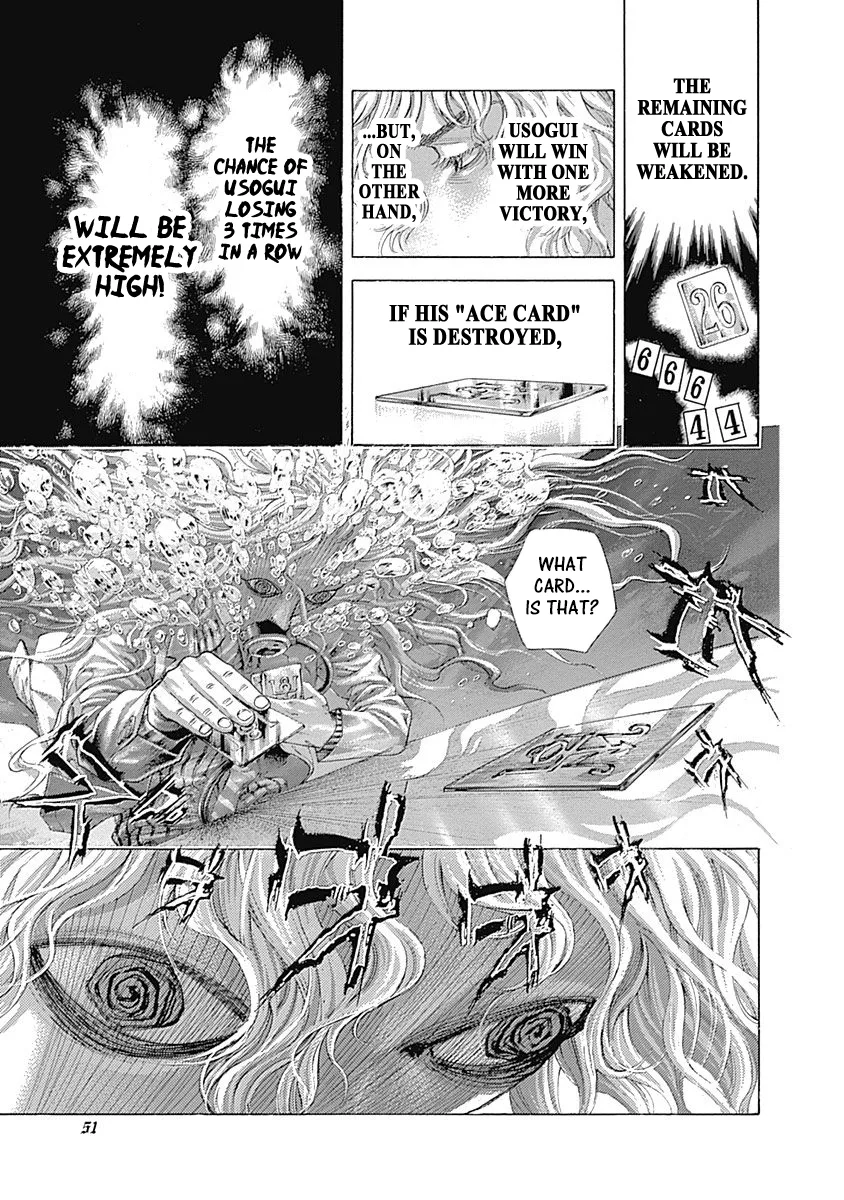 THE
REMAINING
CARDS
WILL BE
WEAKENED.
26
6
6
6
4
4
USOGUI
WILL WIN
WITH ONE
MORE
VICTORY,
...BUT,
ON
THE
OTHER
HAND,
IF HIS "ACE CARD"
IS DESTROYED,
THE
CHANCE OF
USOGUI
LOSING
3 TIMES
IN A ROW
WILL BE
EXTREMELY
HIGH!
WHAT
CARD...
IS THAT?
51